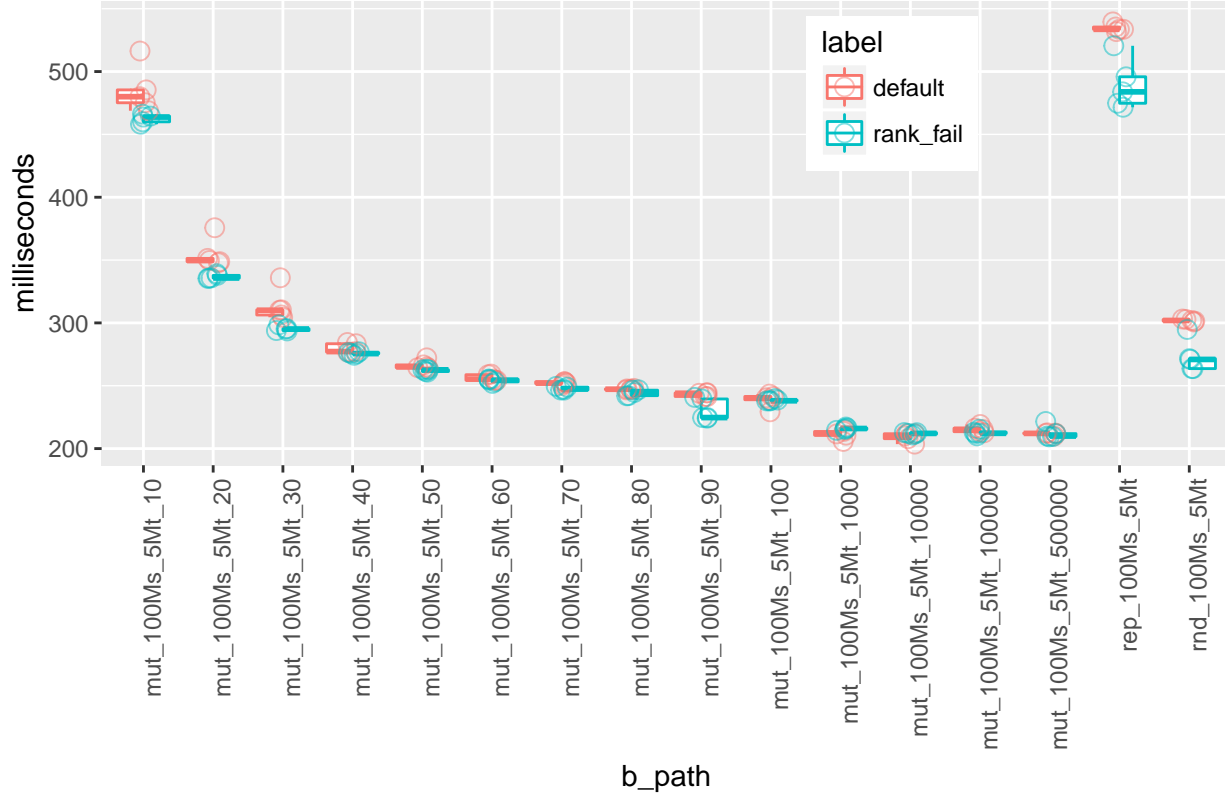 label
default
rank_fail
milliseconds
500
400
300
200
mut_100Ms_5Mt_10
mut_100Ms_5Mt_20
mut_100Ms_5Mt_30
mut_100Ms_5Mt_40
mut_100Ms_5Mt_50
mut_100Ms_5Mt_60
mut_100Ms_5Mt_70
mut_100Ms_5Mt_80
mut_100Ms_5Mt_90
mut_100Ms_5Mt_100
mut_100Ms_5Mt_1000
mut_100Ms_5Mt_10000
mut_100Ms_5Mt_100000
mut_100Ms_5Mt_500000
rep_100Ms_5Mt
rnd_100Ms_5Mt
b_path